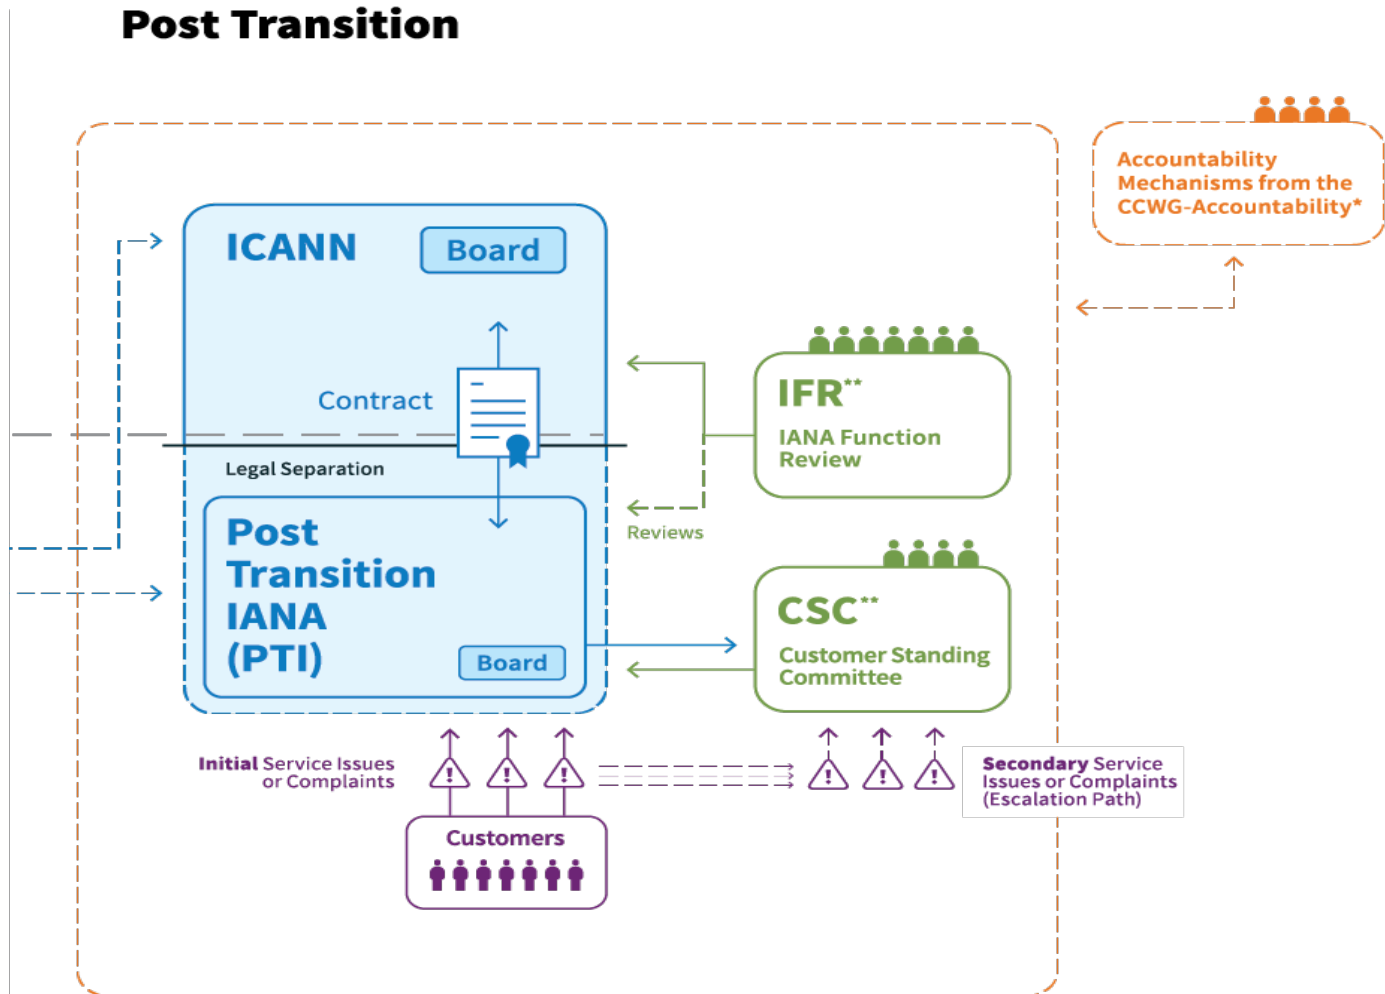 Post Transition
Accountability
Mechanisms from the
CCWG-Accountability*
ICANN
Board
Contract
Legal Separation
IFR**
IANA Function
Review
Reviews
Post
Transition
IANA
(PTI)
Board
CSC**
Customer Standing
Committee
Initial Service Issues
or Complaints
!
!
!
!
!
!
Secondary Service
Issues or Complaints
(Escalation Path)
Customers